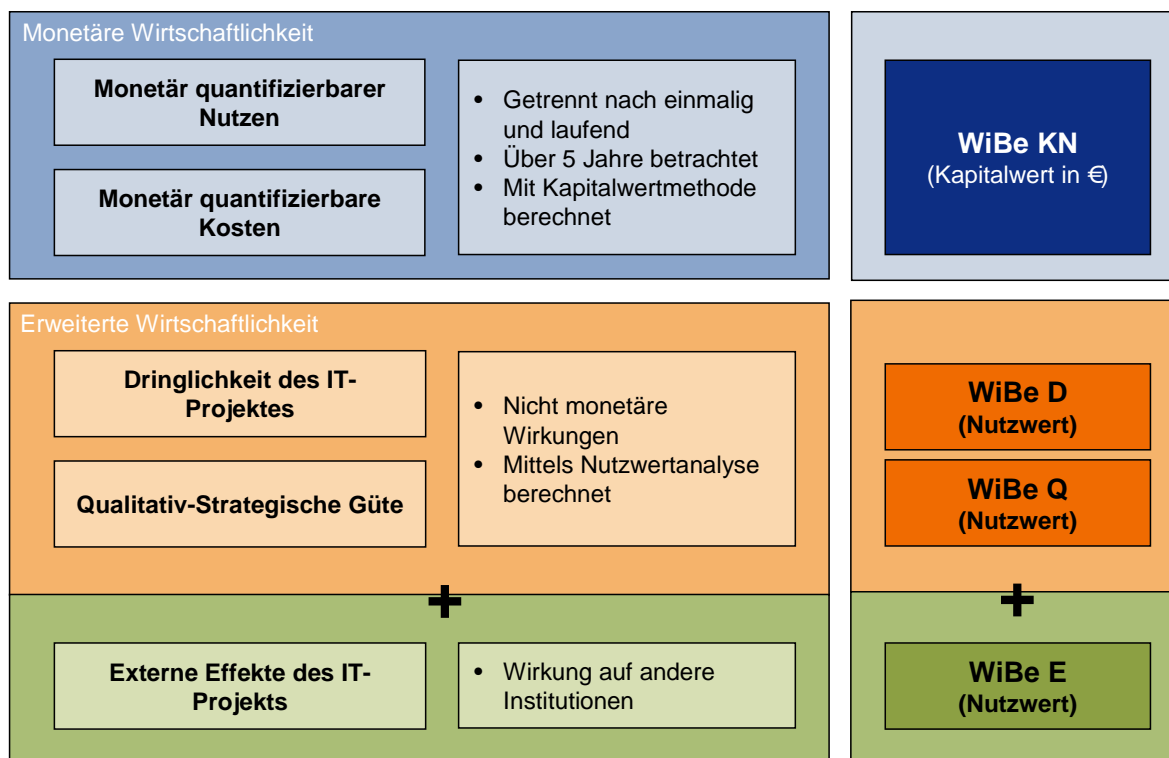 Monetäre Wirtschaftlichkeit
Monetär quantifizierbarer
Nutzen
Monetär quantifizierbare
Kosten
• Getrennt nach einmalig
und laufend
• Über 5 Jahre betrachtet
• Mit Kapitalwertmethode
berechnet
WiBe KN
(Kapitalwert in €)
Erweiterte Wirtschaftlichkeit
Dringlichkeit des IT-
Projektes
Qualitativ-Strategische Güte
• Nicht monetäre
Wirkungen
• Mittels Nutzwertanalyse
berechnet
WiBe D
(Nutzwert)
WiBe Q
(Nutzwert)
+
+
Externe Effekte des IT-
Projekts
• Wirkung auf andere
Institutionen
WiBe E
(Nutzwert)